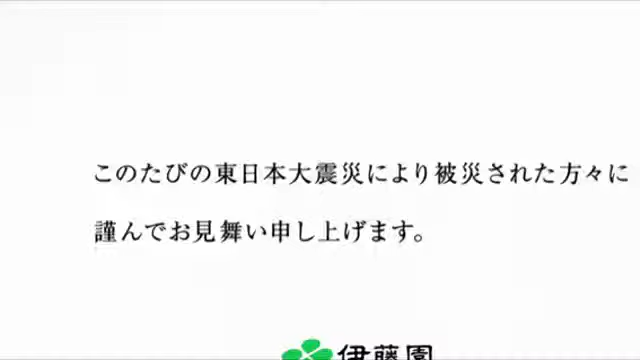 このたびの東日本大震災により被災された方々に
謹んでお見舞い申し上げます。
伊藤園